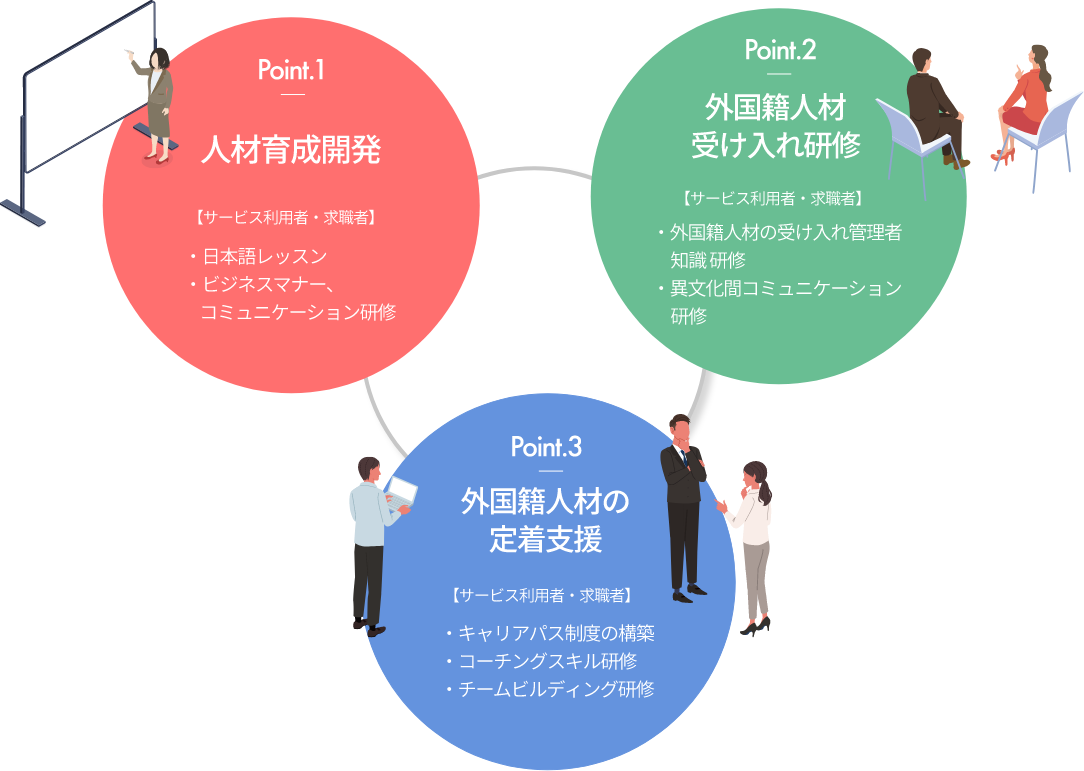 Point.1
人材育成開発
【サービス利用者・求職者】
・日本語レッスン
・ビジネスマナー、
コミュニケーション研修
Point.2
外国籍人材
受け入れ研修
【サービス利用者・求職者】
・外国籍人材の受け入れ管理者
知識研修
・異文化間コミュニケーション
研修
Point.3
外国籍人材の
定着支援
【サービス利用者・求職者】
・キャリアパス制度の構築
・コーチングスキル研修
・チームビルディング研修